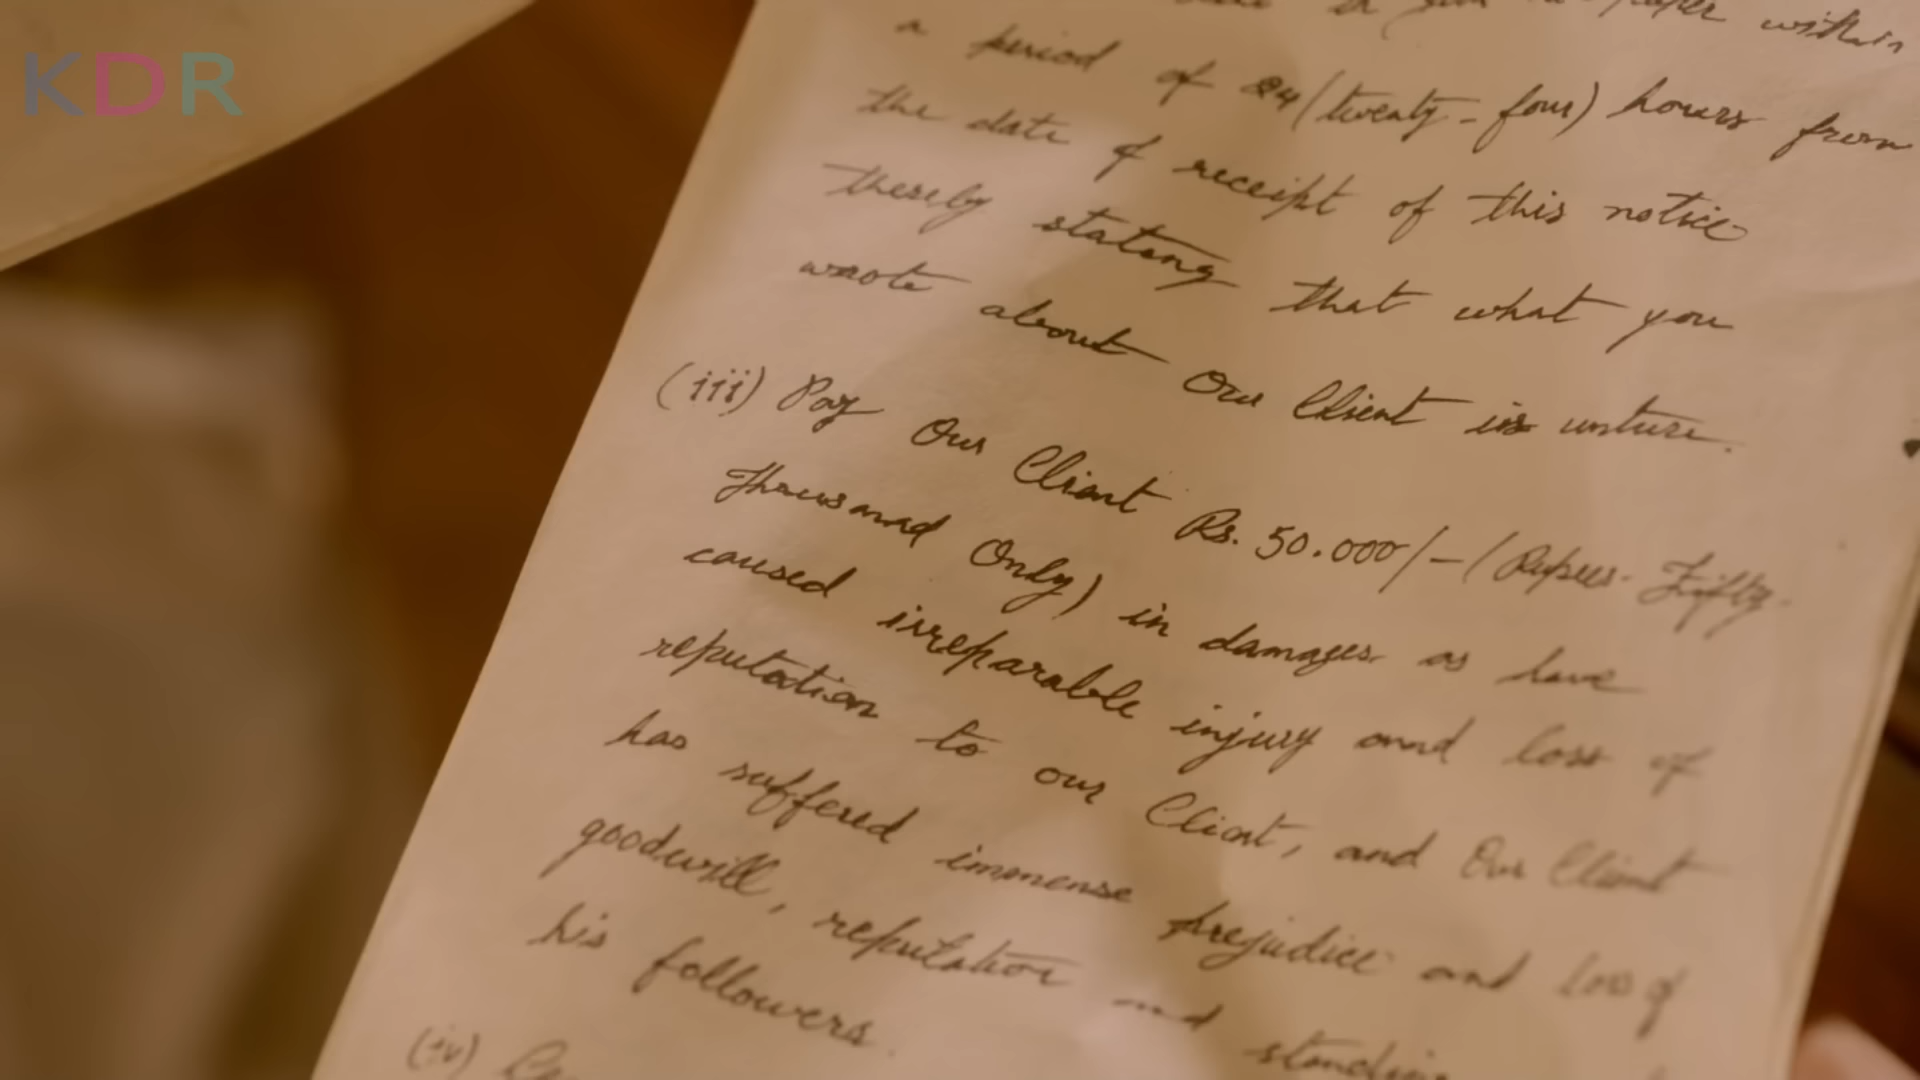 KDR
within
a period of 24 (twenty-four) hours from
the date of receipt of this notice
thereby stating that what you
wrote about Our Client is unture.
(iii) Pay Our Client Rs. 50.000/- (Rupees Fifty-
Thousand Only) in damages as have
caused irreparable injury and loss of
reputation to our Client, and Our Client
has suffered immense prejudice and loss of
goodwill, reputation and standing
his followers.
(iv)